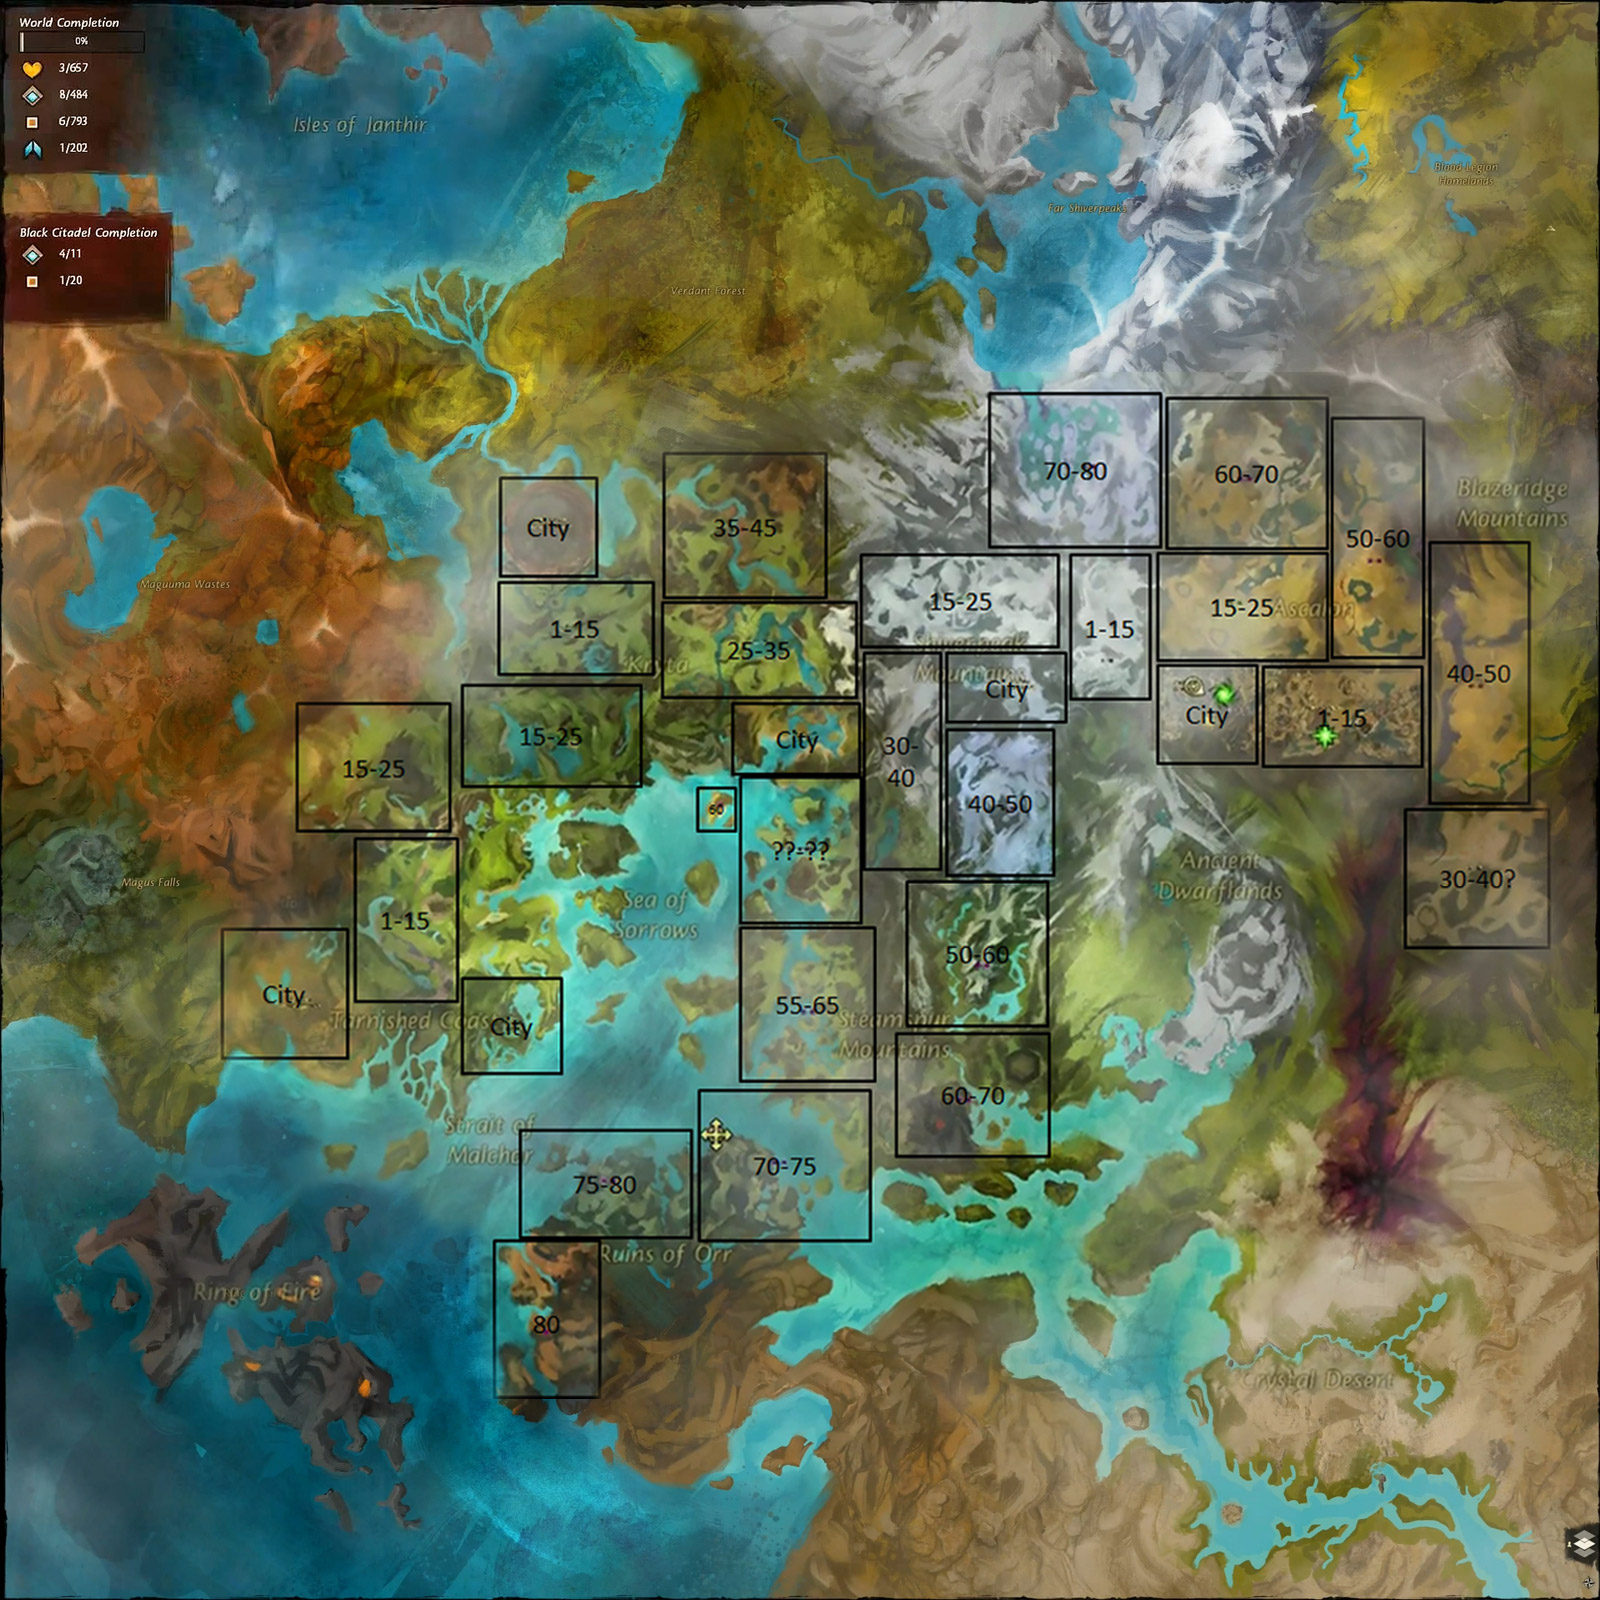 World Completion
0%
3/657
8/484
6/793
1/202
Black Citadel Completion
4/11
1/20
Isles of Janthir
Blood Legion
Homelands
Far Shiverpeaks
Verdant Forest
70-80
60-70
50-60
Blazeridge
Mountains
City
35-45
Maguuma Wastes
1-15
25-35
Kryta
15-25
Shiverpeak
Mountains
1-15
15-25
Ascalon
40-50
City
City
1-15
15-25
15-25
City
30-
40
40-50
60
??-??
Ancient
Dwarflands
30-40?
Magus Falls
1-15
Sea of
Sorrows
50-60
City
Tarnished Coast
City
55-65
Steamspur
Mountains
60-70
Strait of
Malchor
75-80
70-75
Ruins of Orr
Ring of Fire
80
Crystal Desert